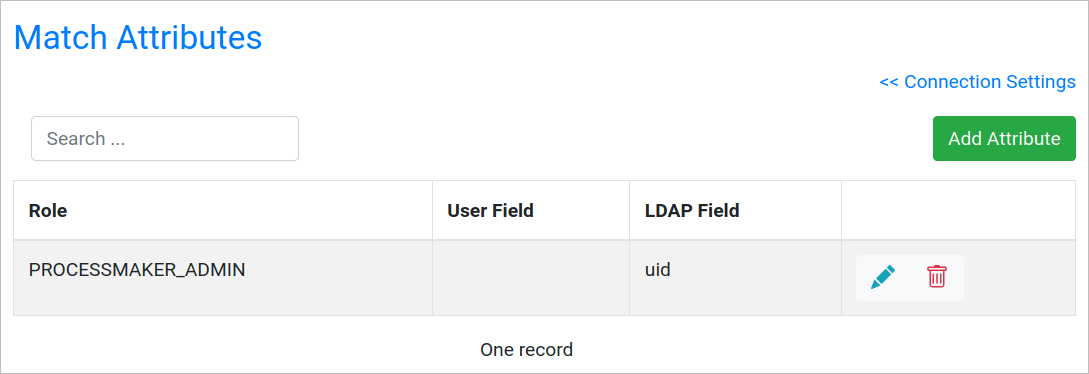 Match Attributes
<< Connection Settings
Search ...
Add Attribute
Role User Field LDAP Field
PROCESSMAKER_ADMIN uid
One record